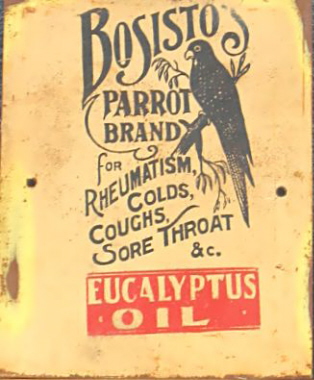 BOSISTO'S
PARROT
BRAND
FOR
RHEUMATISM,
COLDS,
COUGHS,
SORE THROAT
&C.
EUCALYPTUS
· OIL ·